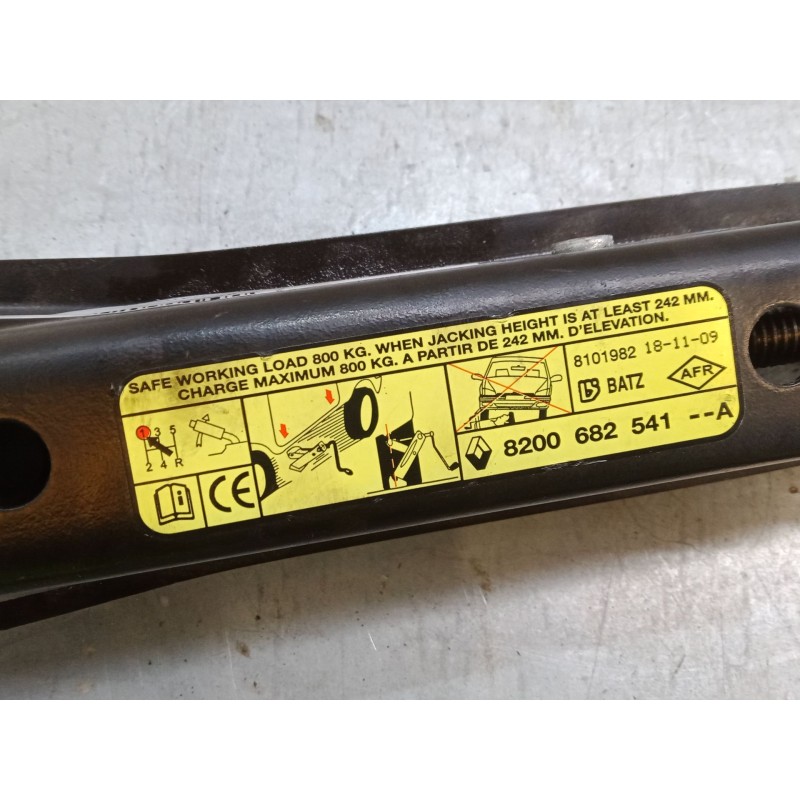 SAFE WORKING LOAD 800 KG. WHEN JACKING HEIGHT IS AT LEAST 242 MM.
CHARGE MAXIMUM 800 KG. A PARTIR DE 242 MM. D'ELEVATION.
8101982 18-11-09
BATZ AFR
1 3 5
2 4 R
CE
8200 682 541 --A